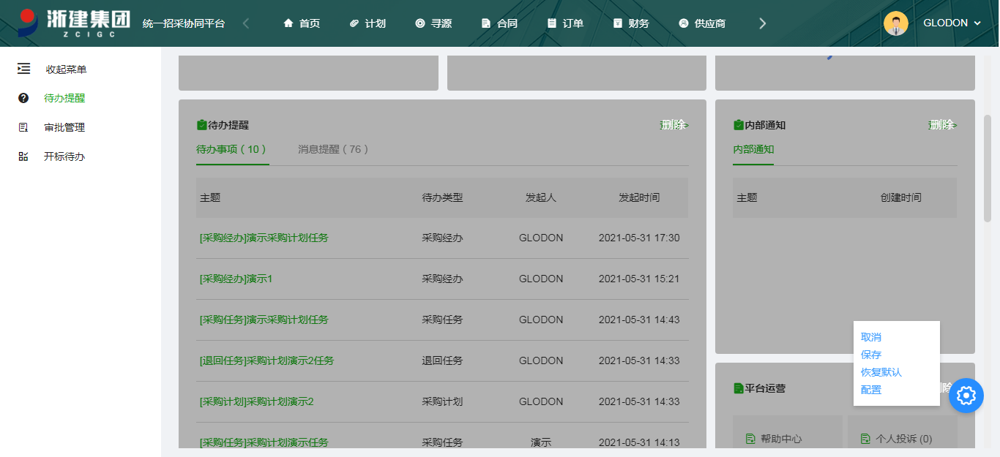 浙建集团
ZCIGC
统一招采协同平台
首页
计划
寻源
合同
订单
财务
供应商
GLODON
收起菜单
待办提醒
审批管理
开标待办
待办提醒
删除
待办事项（10）
消息提醒（76）
主题 待办类型 发起人 发起时间
[采购经办]演示采购计划任务 采购经办 GLODON 2021-05-31 17:30
[采购经办]演示1 采购经办 GLODON 2021-05-31 15:21
[采购任务]演示采购计划任务 采购任务 GLODON 2021-05-31 14:43
[退回任务]采购计划演示2任务 退回任务 GLODON 2021-05-31 14:33
[采购计划]采购计划演示2 采购计划 GLODON 2021-05-31 14:33
[采购任务]采购计划演示任务 采购任务 演示 2021-05-31 14:13
内部通知
删除
内部通知
主题 创建时间
取消
保存
恢复默认
配置
平台运营
除
帮助中心
个人投诉 (0)